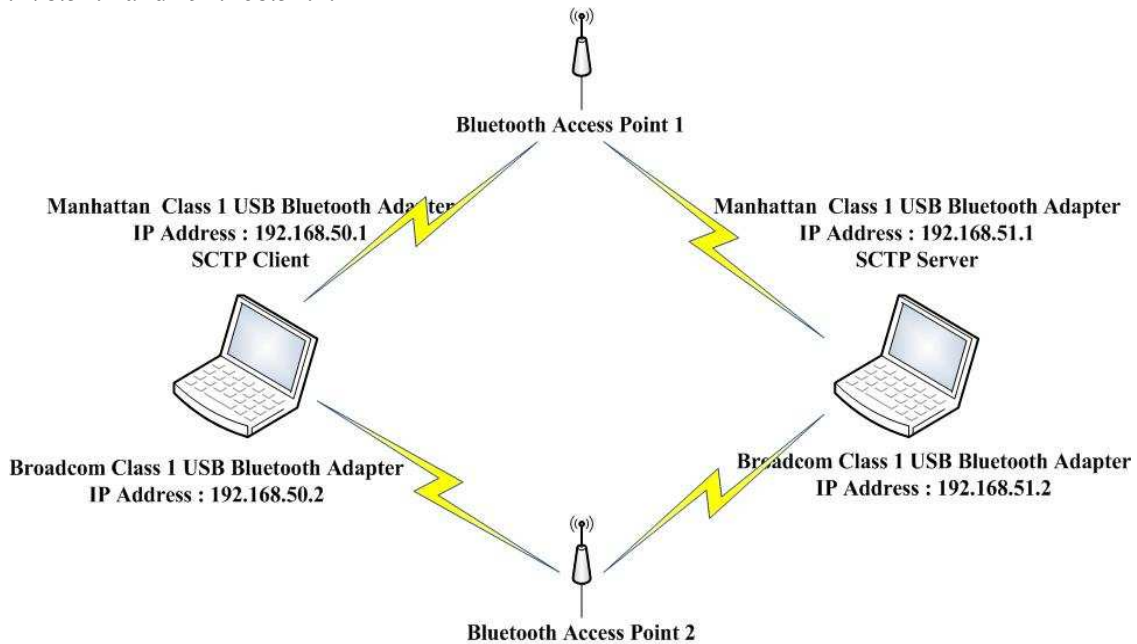 Bluetooth Access Point 1
Manhattan Class 1 USB Bluetooth Adapter
IP Address : 192.168.50.1
SCTP Client
Manhattan Class 1 USB Bluetooth Adapter
IP Address : 192.168.51.1
SCTP Server
Broadcom Class 1 USB Bluetooth Adapter
IP Address : 192.168.50.2
Broadcom Class 1 USB Bluetooth Adapter
IP Address : 192.168.51.2
Bluetooth Access Point 2